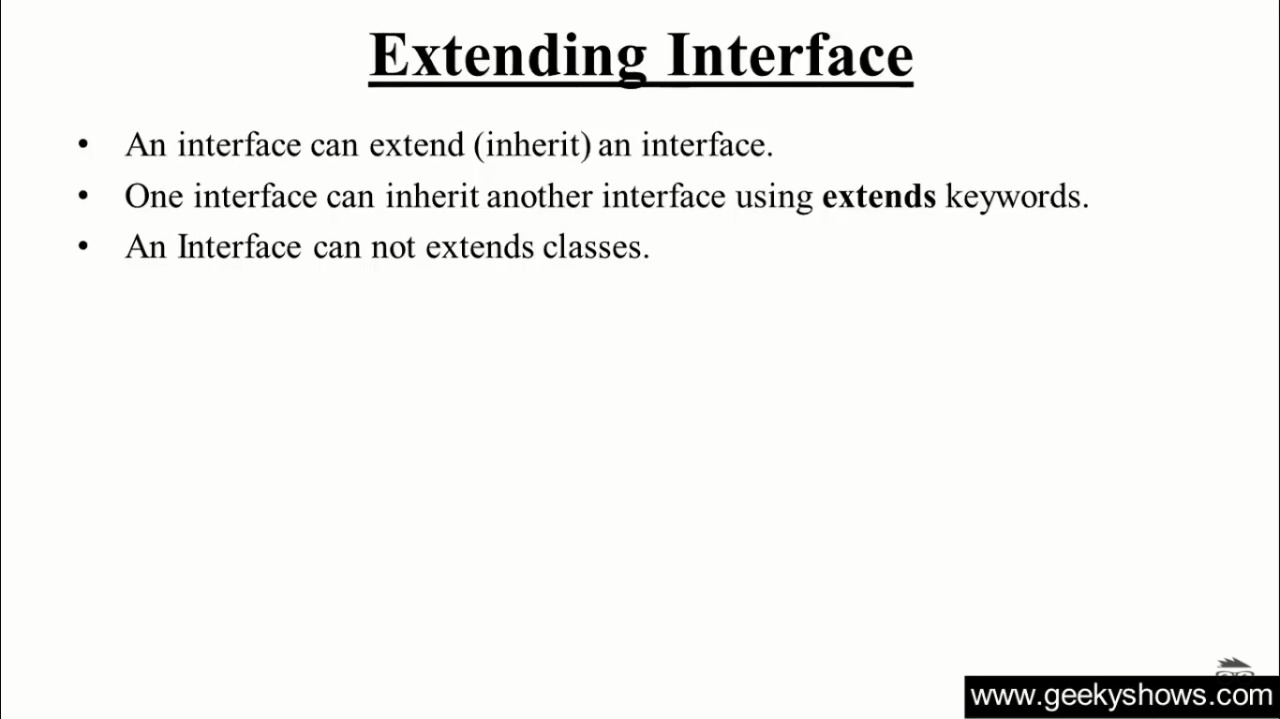 Extending Interface
• An interface can extend (inherit) an interface.
• One interface can inherit another interface using extends keywords.
• An Interface can not extends classes.
www.geekyshows.com